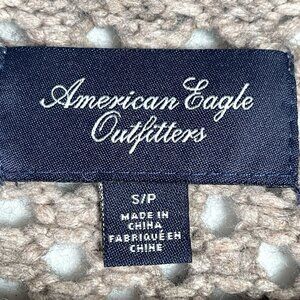 American Eagle
Outfitters
S/P
MADE IN
CHINA
FABRIQUÉ EN
CHINE